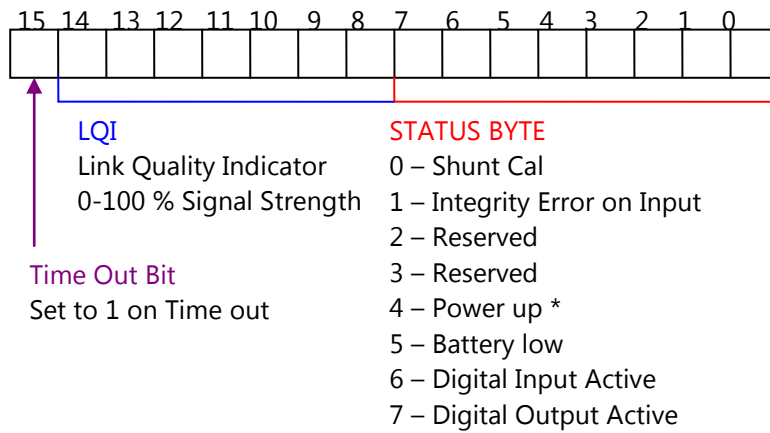 15 14 13 12 11 10 9 8 7 6 5 4 3 2 1 0
LQI
Link Quality Indicator
0-100 % Signal Strength
Time Out Bit
Set to 1 on Time out
STATUS BYTE
0 – Shunt Cal
1 – Integrity Error on Input
2 – Reserved
3 – Reserved
4 – Power up *
5 – Battery low
6 – Digital Input Active
7 – Digital Output Active